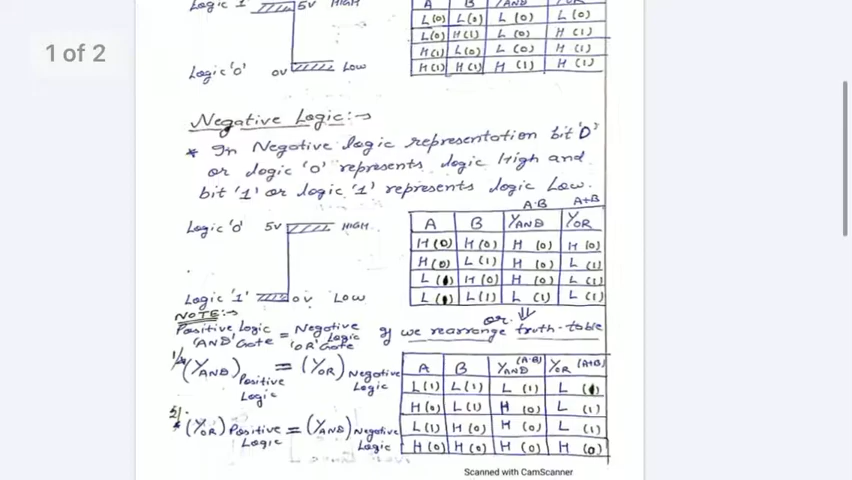 1 of 2
Logic '1' 5V HIGH
Logic '0' 0V LOW
A B YAND YOR
L(0) L(0) L (0) L (0)
L(0) H(1) L (0) H (1)
H(1) L(0) L (0) H (1)
H(1) H(1) H (1) H (1)
Negative Logic:→
* In Negative logic representation bit '0'
or logic '0' represents logic High and
bit '1' or logic '1' represents logic Low.
A·B A+B
Logic '0' 5V HIGH
Logic '1' 0V LOW
A B YAND YOR
H(0) H(0) H (0) H (0)
H(0) L(1) H (0) L (1)
L (1) H(0) H (0) L (1)
L (1) L(1) L (1) L (1)
or
NOTE:→
Positive Logic 'AND' Gate = Negative Logic 'OR' Gate
If we rearrange truth-table
1/* (YAND) Positive Logic = (YOR) Negative Logic
2/* (YOR) Positive Logic = (YAND) Negative Logic
A B YAND (A·B) YOR (A+B)
L(1) L(1) L (1) L (1)
H(0) L(1) H (0) L (1)
L(1) H(0) H (0) L (1)
H(0) H(0) H (0) H (0)
Scanned with CamScanner